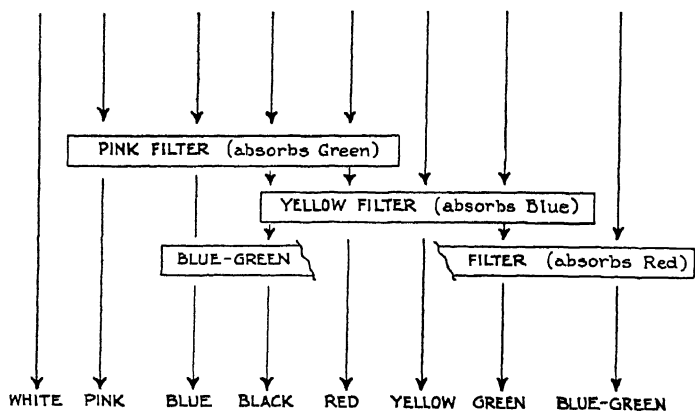 PINK FILTER (absorbs Green)
YELLOW FILTER (absorbs Blue)
BLUE-GREEN FILTER (absorbs Red)
WHITE PINK BLUE BLACK RED YELLOW GREEN BLUE-GREEN